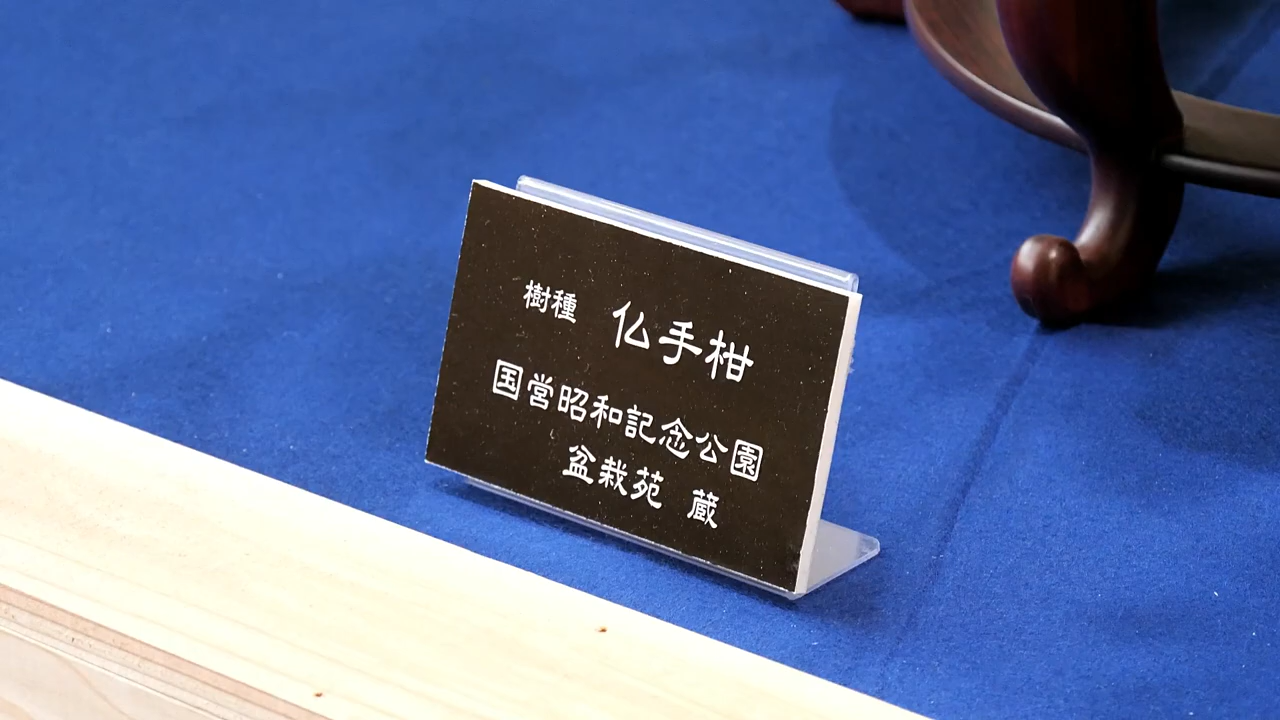 樹種 仏手柑
国営昭和記念公園
盆栽苑 蔵